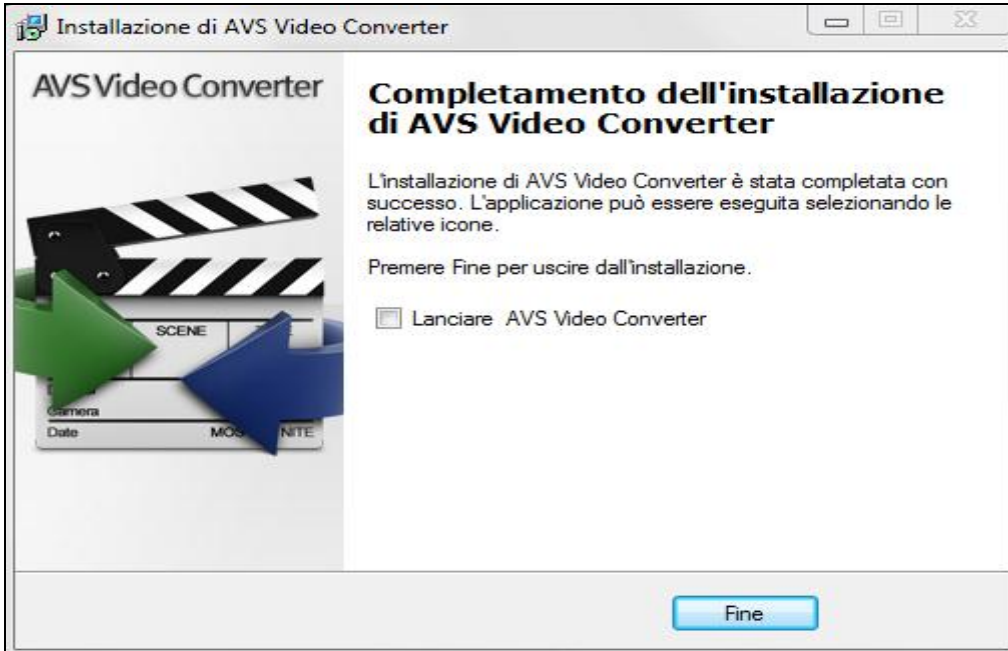 Installazione di AVS Video Converter
AVS Video Converter
Completamento dell'installazione
di AVS Video Converter
L'installazione di AVS Video Converter è stata completata con
successo. L'applicazione può essere eseguita selezionando le
relative icone.
Premere Fine per uscire dall'installazione.
Lanciare AVS Video Converter
SCENE
Camera
Date
NITE
Fine